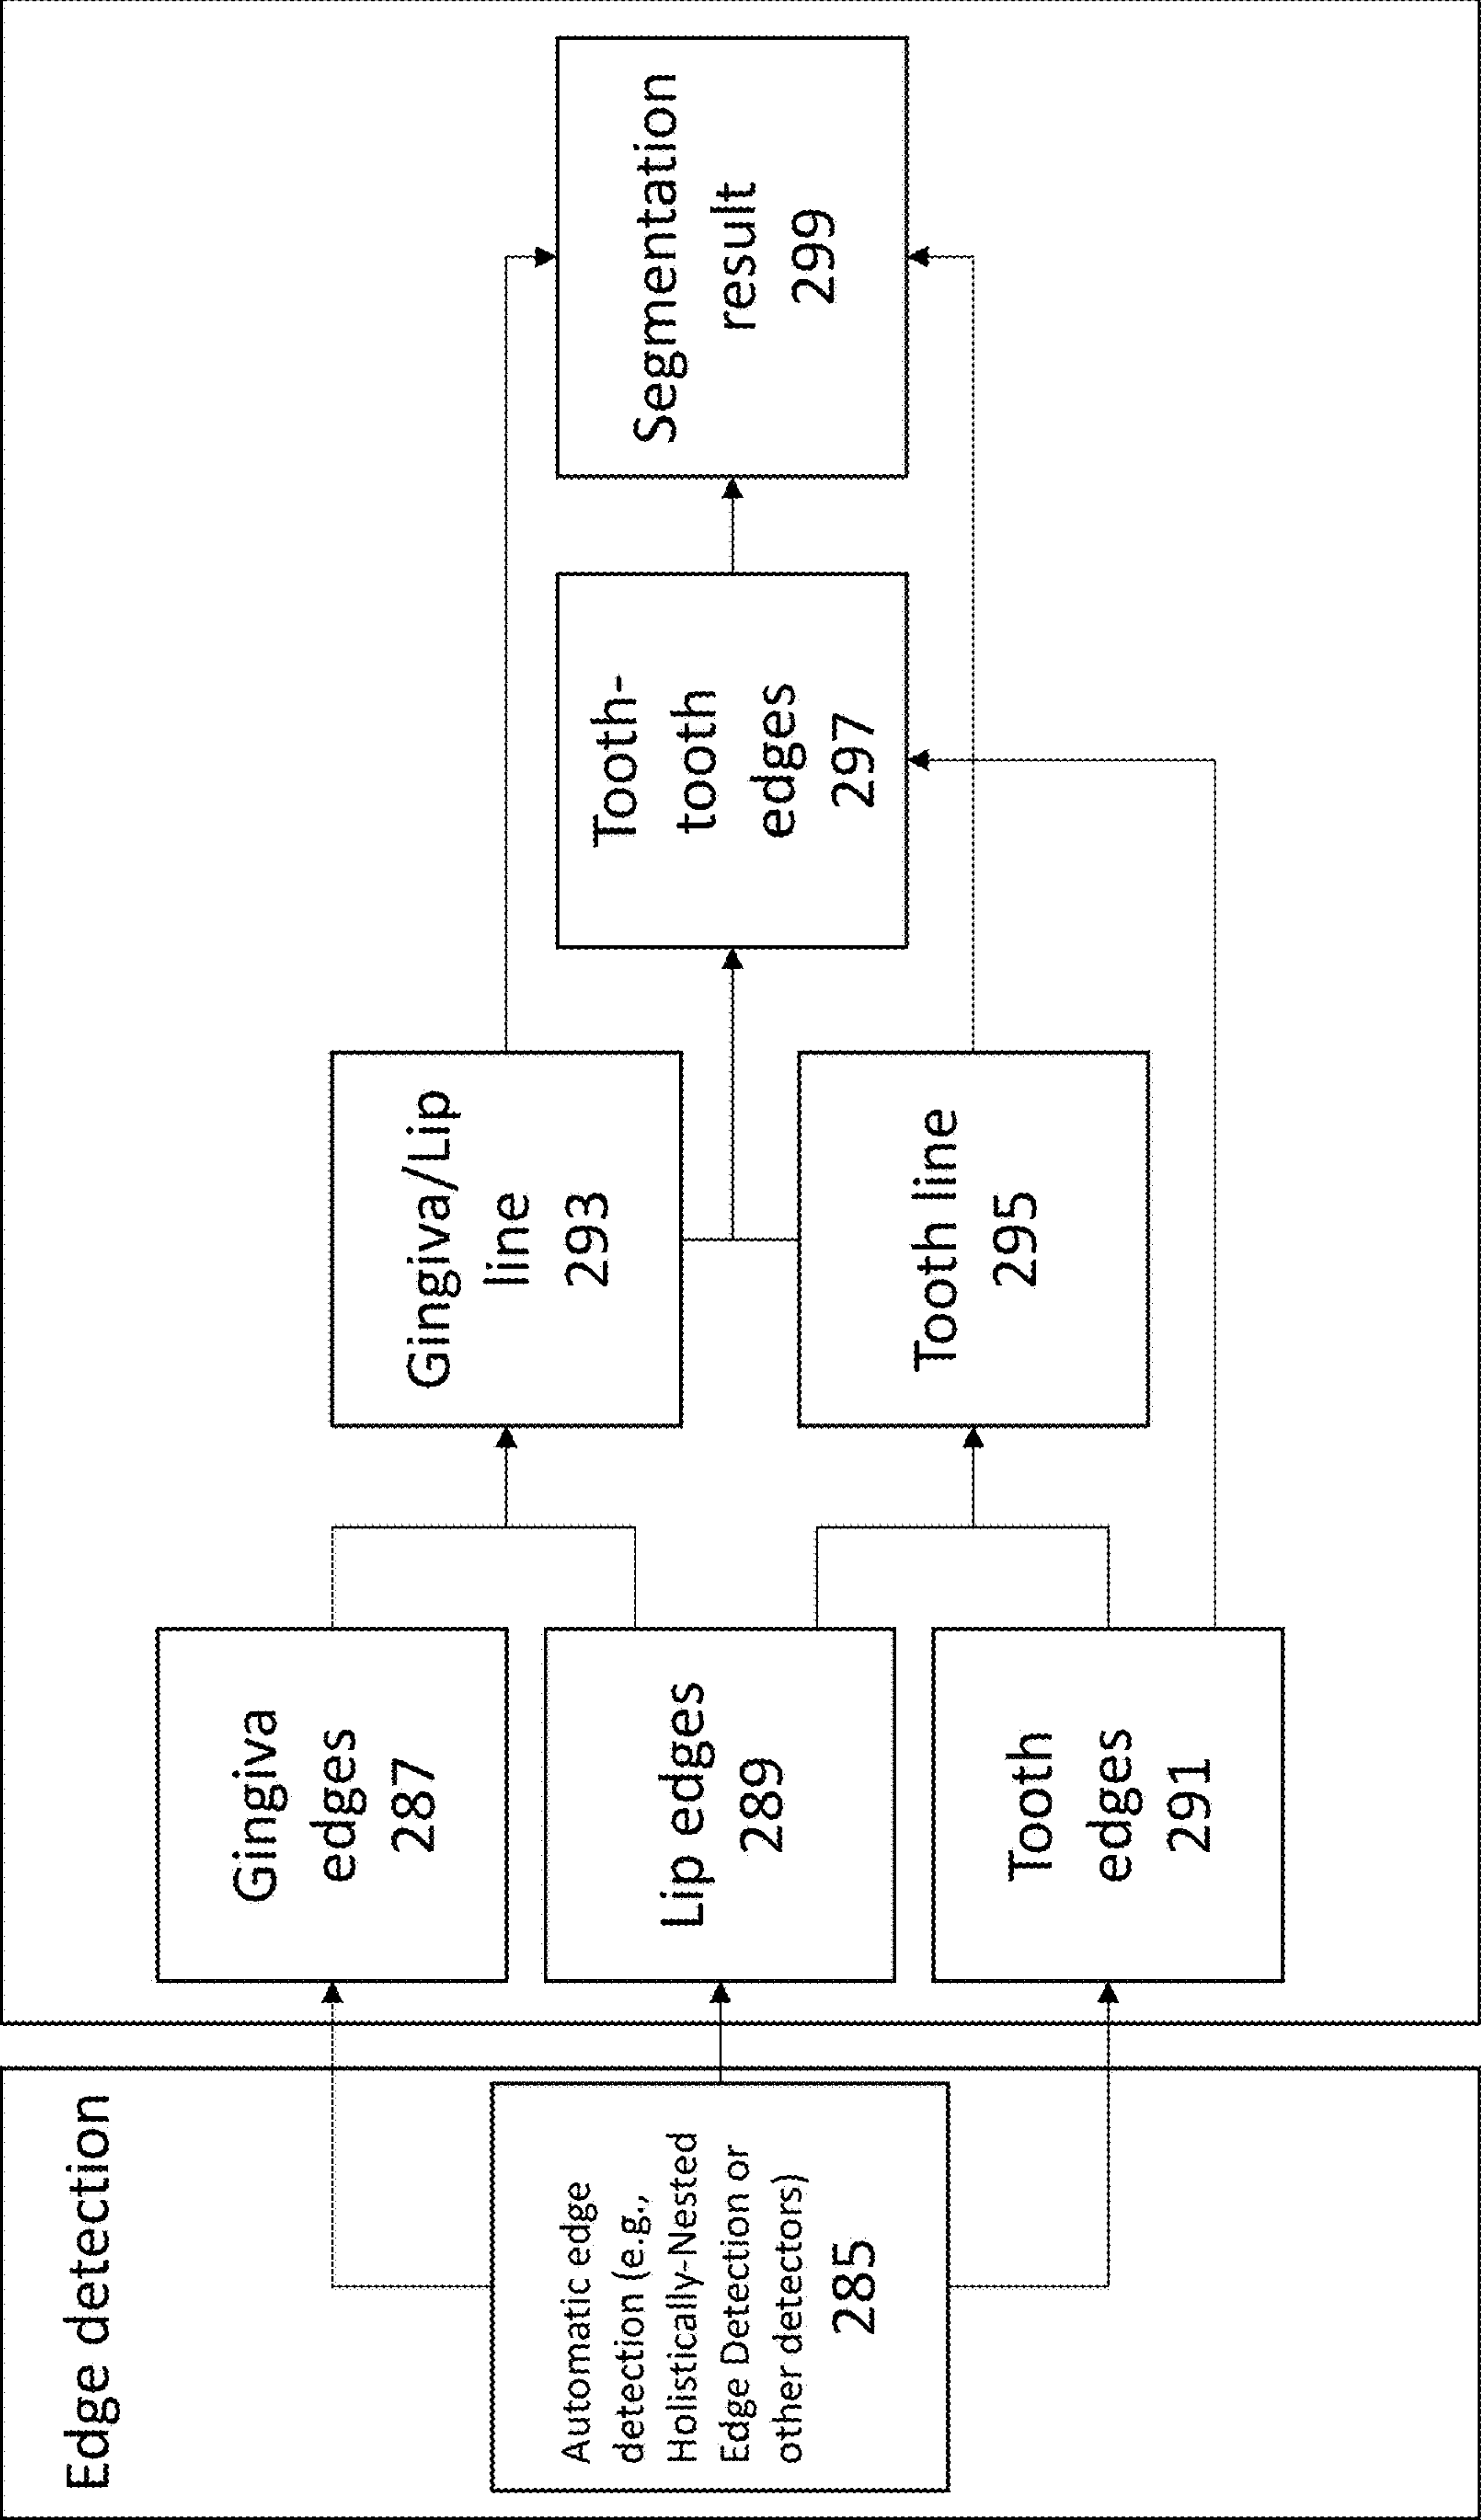 Edge detection
Automatic edge
detection (e.g.,
Holistically-Nested
Edge Detection or
other detectors)
285
Gingiva
edges
287
Lip edges
289
Tooth
edges
291
Gingiva/Lip
line
293
Tooth line
295
Tooth-
tooth
edges
297
Segmentation
result
299